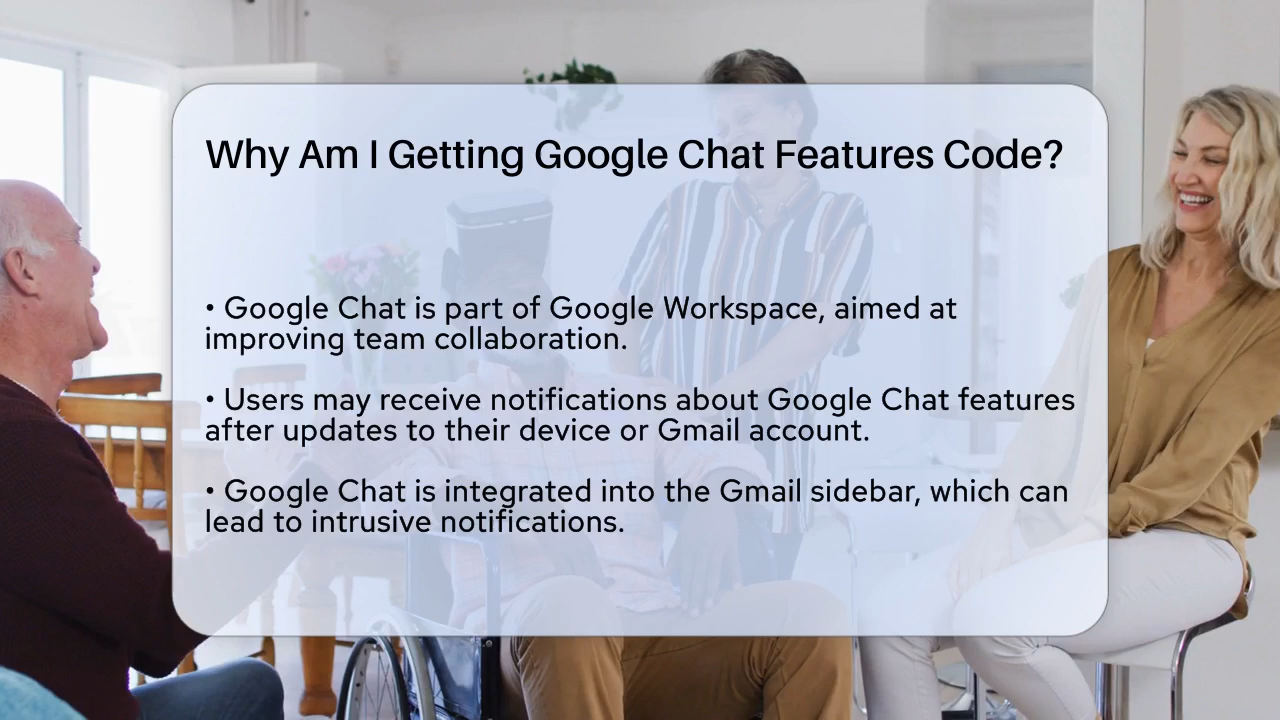 Why Am I Getting Google Chat Features Code?
• Google Chat is part of Google Workspace, aimed at
improving team collaboration.
• Users may receive notifications about Google Chat features
after updates to their device or Gmail account.
• Google Chat is integrated into the Gmail sidebar, which can
lead to intrusive notifications.